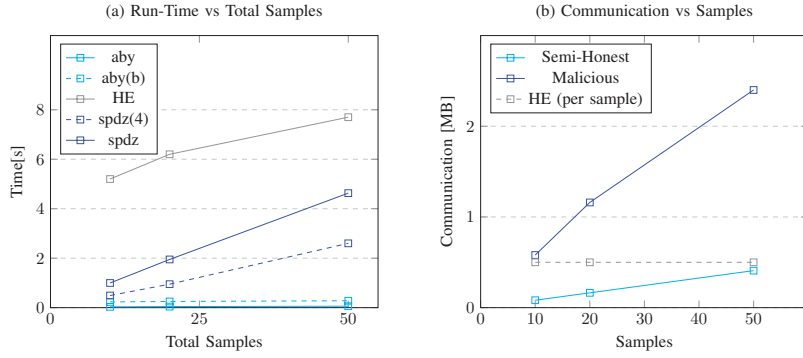 (a) Run-Time vs Total Samples
aby
aby(b)
HE
spdz(4)
spdz
Time[s]
8
6
4
2
0
0
25
50
Total Samples
(b) Communication vs Samples
Semi-Honest
Malicious
HE (per sample)
Communication [MB]
2
1
0
0
10
20
30
40
50
Samples